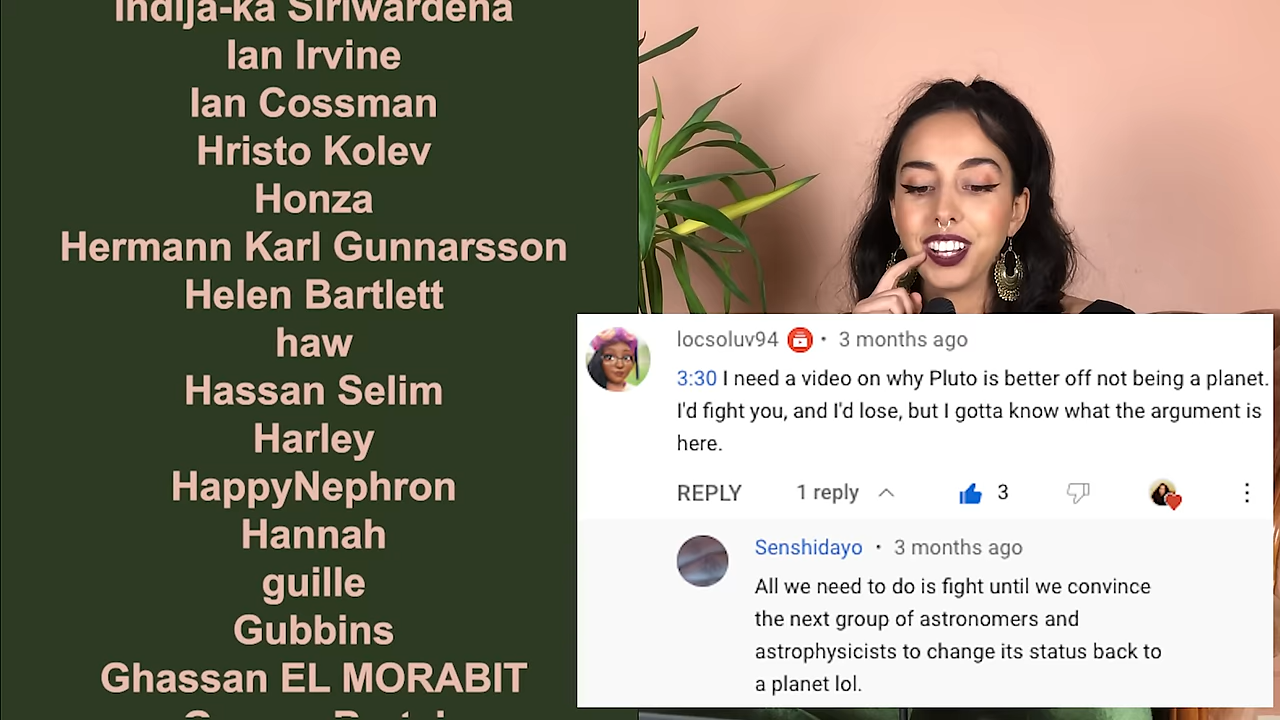 Indija-ka Siriwardena
Ian Irvine
Ian Cossman
Hristo Kolev
Honza
Hermann Karl Gunnarsson
Helen Bartlett
haw
Hassan Selim
Harley
HappyNephron
Hannah
guille
Gubbins
Ghassan EL MORABIT
locsoluv94 • 3 months ago
3:30 I need a video on why Pluto is better off not being a planet.
I'd fight you, and I'd lose, but I gotta know what the argument is
here.
REPLY 1 reply 3
Senshidayo • 3 months ago
All we need to do is fight until we convince
the next group of astronomers and
astrophysicists to change its status back to
a planet lol.